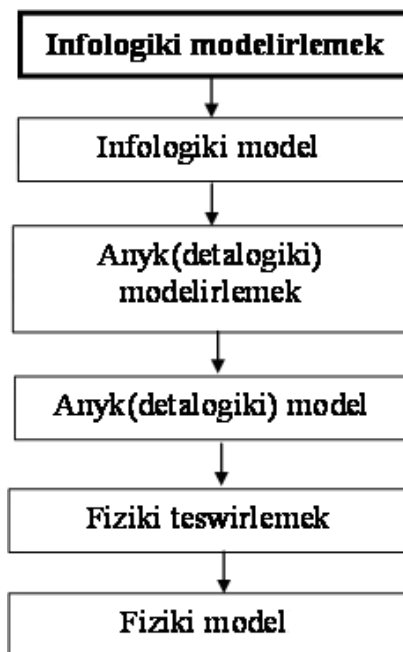 Infologiki modelirlemek
Infologiki model
Anyk(detalogiki)
modelirlemek
Anyk(detalogiki) model
Fiziki teswirlemek
Fiziki model